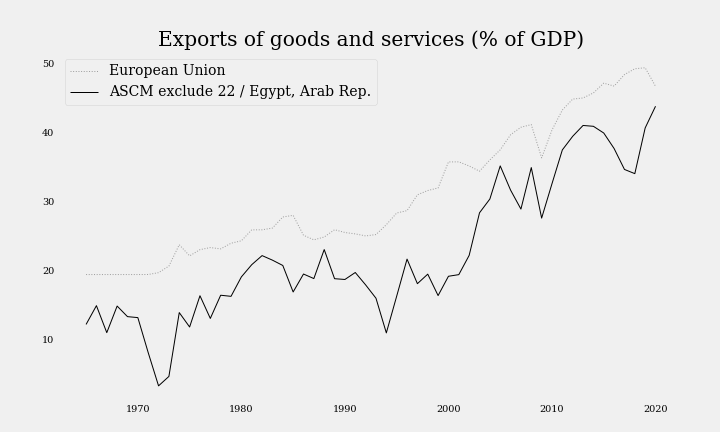 Exports of goods and services (% of GDP)
European Union
ASCM exclude 22 / Egypt, Arab Rep.
50
40
30
20
10
1970 1980 1990 2000 2010 2020